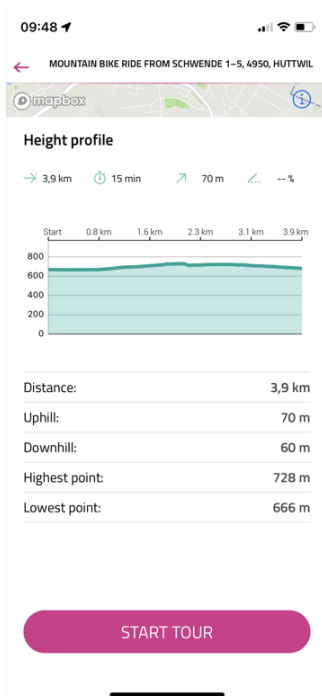 09:48
MOUNTAIN BIKE RIDE FROM SCHWENDE 1–5, 4950, HUTTWIL
mapbox
Height profile
3,9 km 15 min 70 m -- %
Start 0.8 km 1.6 km 2.3 km 3.1 km 3.9 km
800
600
400
200
0
Distance: 3,9 km
Uphill: 70 m
Downhill: 60 m
Highest point: 728 m
Lowest point: 666 m
START TOUR